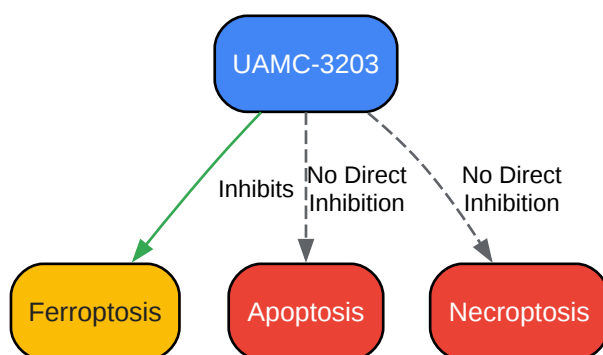 UAMC-3203
Inhibits
No Direct
Inhibition
No Direct
Inhibition
Ferroptosis
Apoptosis
Necroptosis